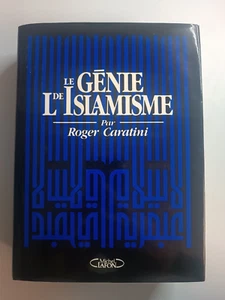 LE GÉNIE
DE L'ISLAMISME
Par
Roger Caratini
Michel
LAFON